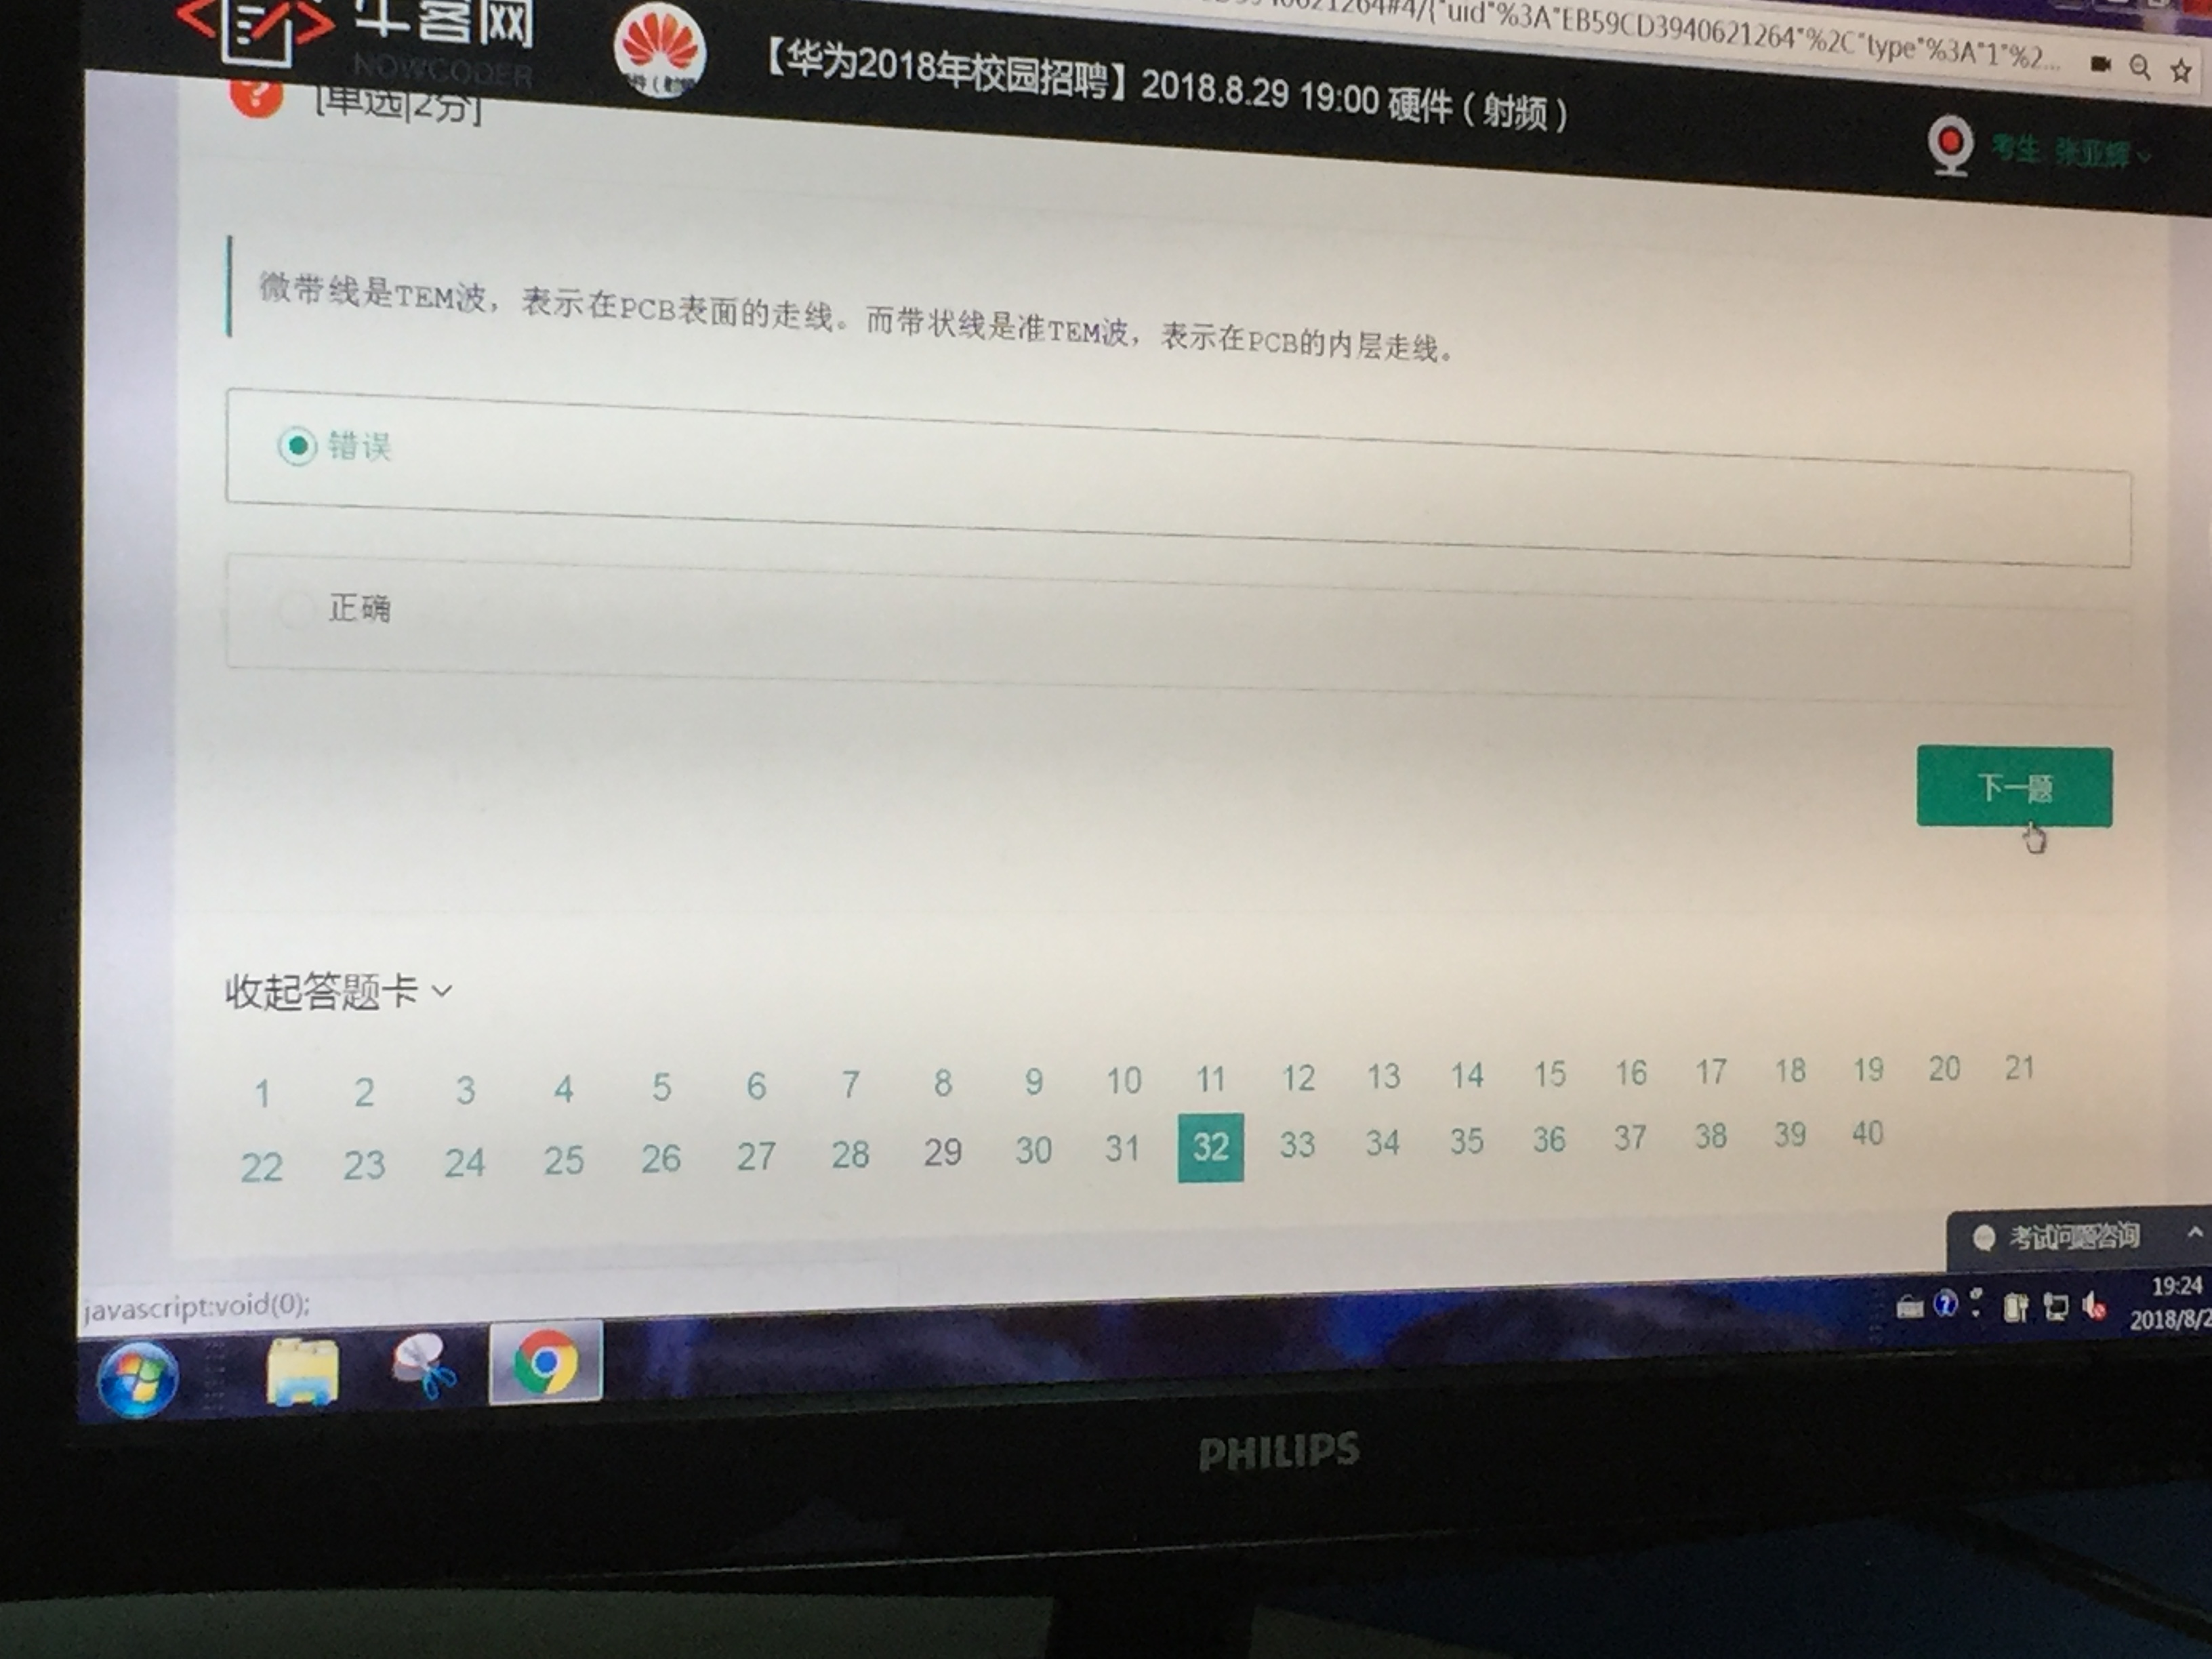 牛客网
NOWCODER
【华为2018年校园招聘】2018.8.29 19:00 硬件（射频）
考生 张亚辉
"uid"%3A"EB59CD3940621264"%2C"type"%3A"1"%2...
[单选|2分]
微带线是TEM波，表示在PCB表面的走线。而带状线是准TEM波，表示在PCB的内层走线。
错误
正确
下一题
收起答题卡
1 2 3 4 5 6 7 8 9 10 11 12 13 14 15 16 17 18 19 20 21
22 23 24 25 26 27 28 29 30 31 32 33 34 35 36 37 38 39 40
考试问题咨询
javascript:void(0);
19:24
2018/8/2
PHILIPS